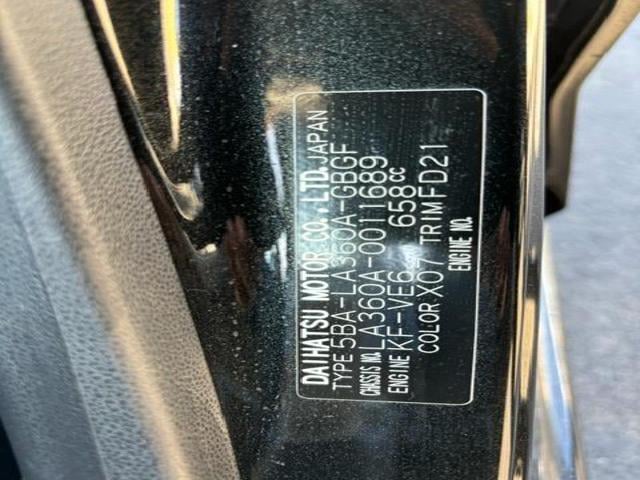 DAIHATSU MOTOR CO., LTD. JAPAN
TYPE 5BA-LA360A-GBGF
CHASSIS NO. LA360A-0011689
ENGINE KF-VE6 658cc
COLOR X07 TRIM FD21
ENGINE NO.